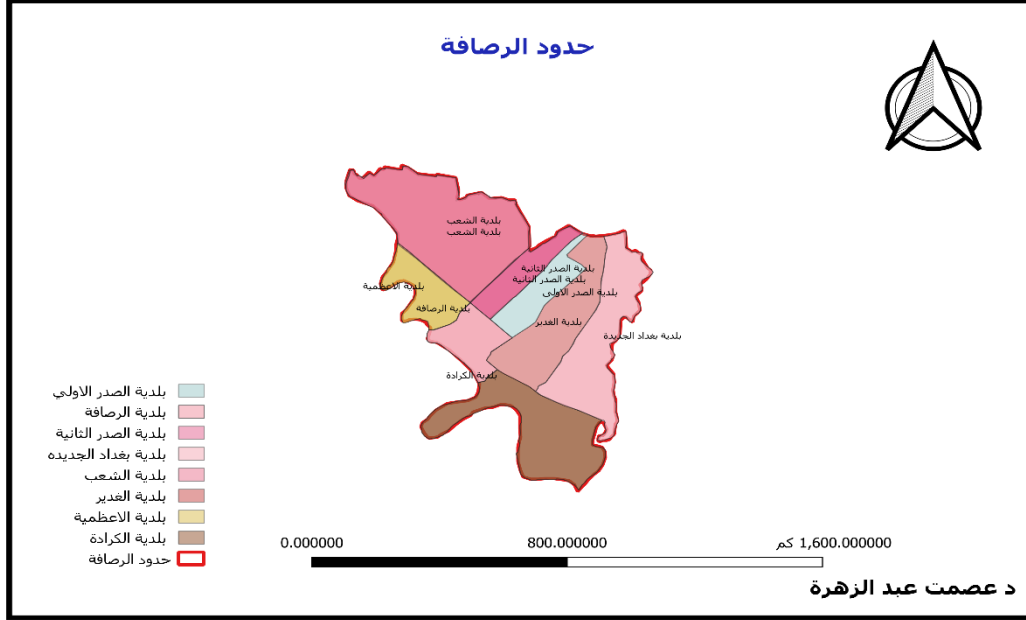 حدود الرصافة
بلدية الشعب
بلدية الشعب
بلدية الصدر الثانية
بلدية الصدر الثانية
بلدية الاعظمية
بلدية الصدر الاولى
بلدية الرصافة
بلدية الغدير
بلدية بغداد الجديدة
بلدية الكرادة
بلدية الصدر الاولي
بلدية الرصافة
بلدية الصدر الثانية
بلدية بغداد الجديده
بلدية الشعب
بلدية الغدير
بلدية الاعظمية
بلدية الكرادة
حدود الرصافة
0.000000 800.000000 1,600.000000 كم
د عصمت عبد الزهرة